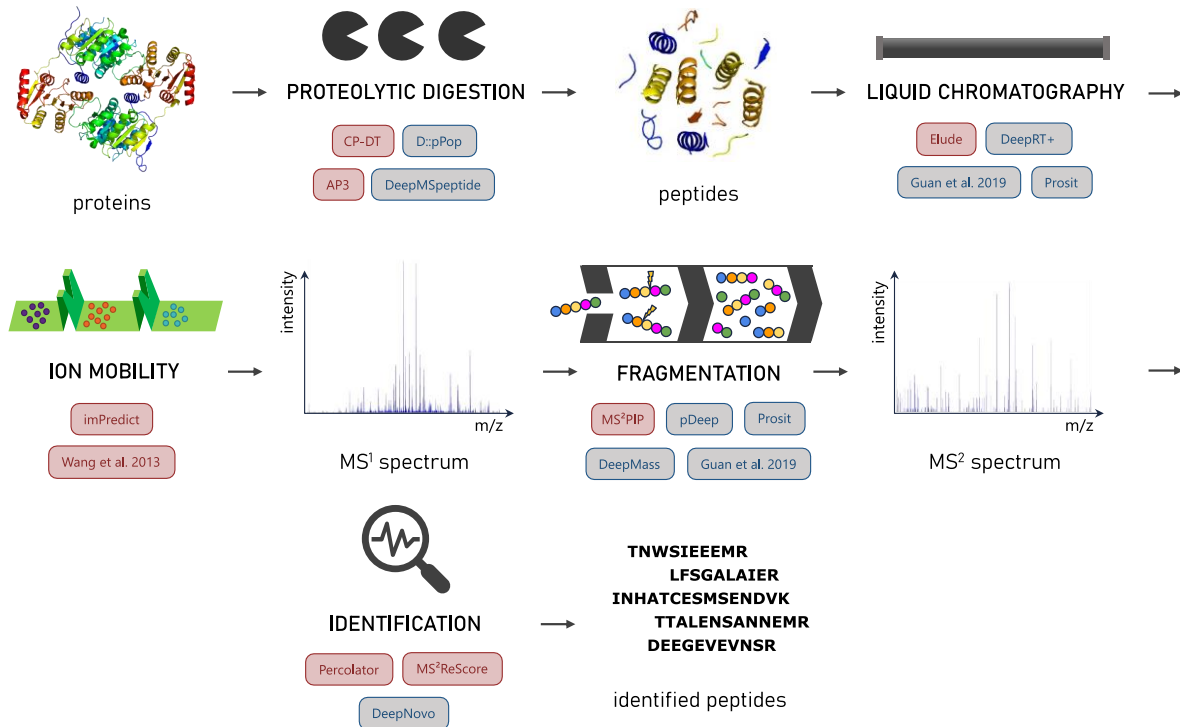 PROTEOLYTIC DIGESTION
LIQUID CHROMATOGRAPHY
CP-DT
D::pPop
AP3
DeepMSpeptide
Elude
DeepRT+
Guan et al. 2019
Prosit
proteins
peptides
intensity
m/z
ION MOBILITY
imPredict
Wang et al. 2013
MS¹ spectrum
FRAGMENTATION
MS²PIP
pDeep
Prosit
DeepMass
Guan et al. 2019
intensity
m/z
MS² spectrum
IDENTIFICATION
Percolator
MS²ReScore
DeepNovo
TNWSIEEEMR
LFSGALAIER
INHATCESMSENDVK
TTALENSANNEMR
DEEGEVEVNSR
identified peptides